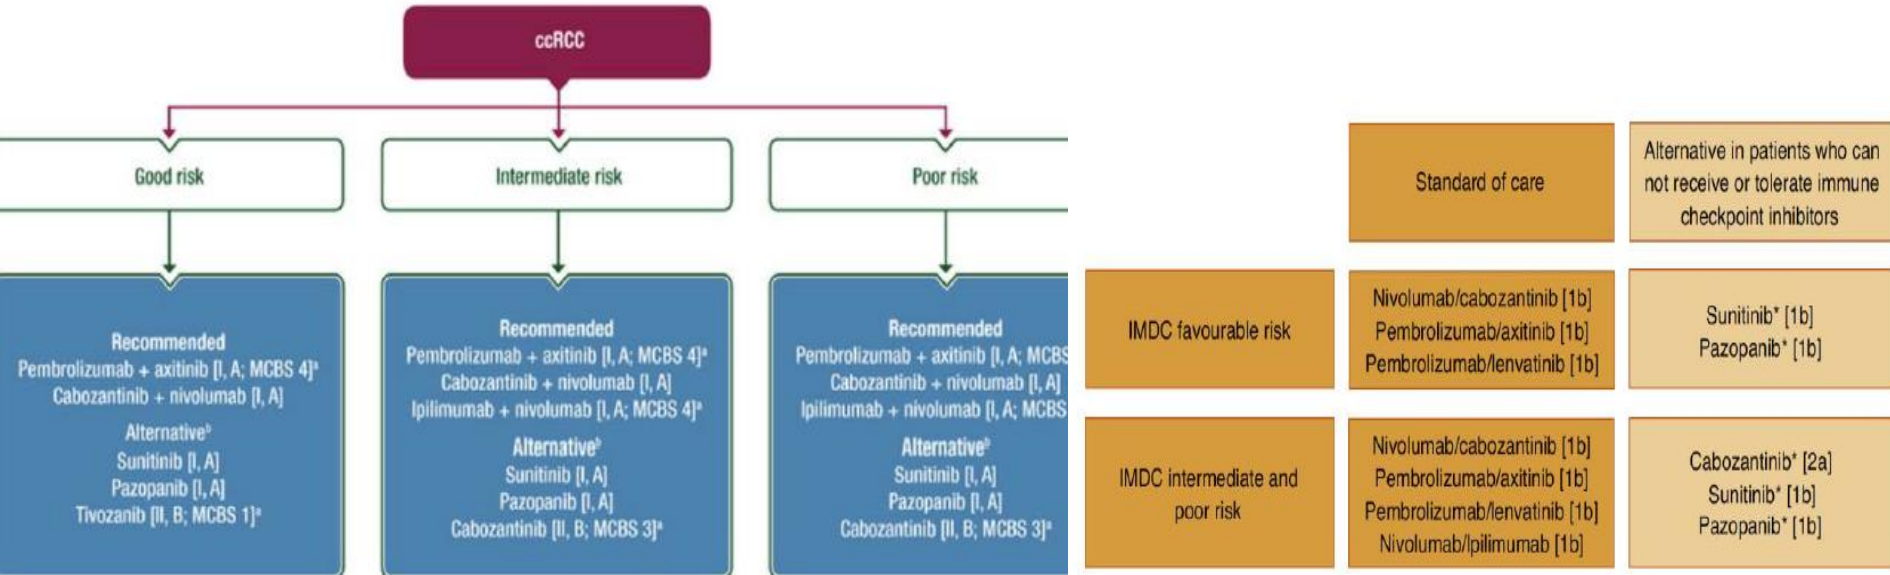 ccRCC
Good risk
Intermediate risk
Poor risk
Recommended
Pembrolizumab + axitinib [I, A; MCBS 4]ᵃ
Cabozantinib + nivolumab [I, A]
Alternativeᵇ
Sunitinib [I, A]
Pazopanib [I, A]
Tivozanib [II, B; MCBS 1]ᵃ
Recommended
Pembrolizumab + axitinib [I, A; MCBS 4]ᵃ
Cabozantinib + nivolumab [I, A]
Ipilimumab + nivolumab [I, A; MCBS 4]ᵃ
Alternativeᵇ
Sunitinib [I, A]
Pazopanib [I, A]
Cabozantinib [II, B; MCBS 3]ᵃ
Recommended
Pembrolizumab + axitinib [I, A; MCBS
Cabozantinib + nivolumab [I, A]
Ipilimumab + nivolumab [I, A; MCBS
Alternativeᵇ
Sunitinib [I, A]
Pazopanib [I, A]
Cabozantinib [II, B; MCBS 3]ᵃ
Standard of care
Alternative in patients who can
not receive or tolerate immune
checkpoint inhibitors
IMDC favourable risk
Nivolumab/cabozantinib [1b]
Pembrolizumab/axitinib [1b]
Pembrolizumab/lenvatinib [1b]
Sunitinib* [1b]
Pazopanib* [1b]
IMDC intermediate and
poor risk
Nivolumab/cabozantinib [1b]
Pembrolizumab/axitinib [1b]
Pembrolizumab/lenvatinib [1b]
Nivolumab/Ipilimumab [1b]
Cabozantinib* [2a]
Sunitinib* [1b]
Pazopanib* [1b]